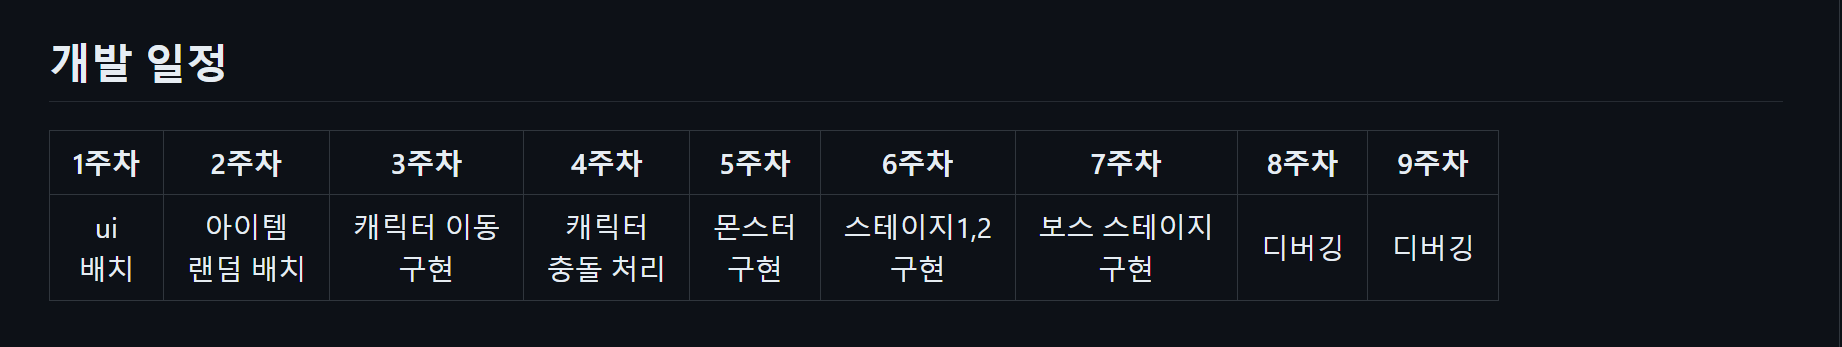 개발 일정
1주차 2주차 3주차 4주차 5주차 6주차 7주차 8주차 9주차
ui 아이템 캐릭터 이동 캐릭터 몬스터 스테이지1,2 보스 스테이지 디버깅 디버깅
배치 랜덤 배치 구현 충돌 처리 구현 구현 구현